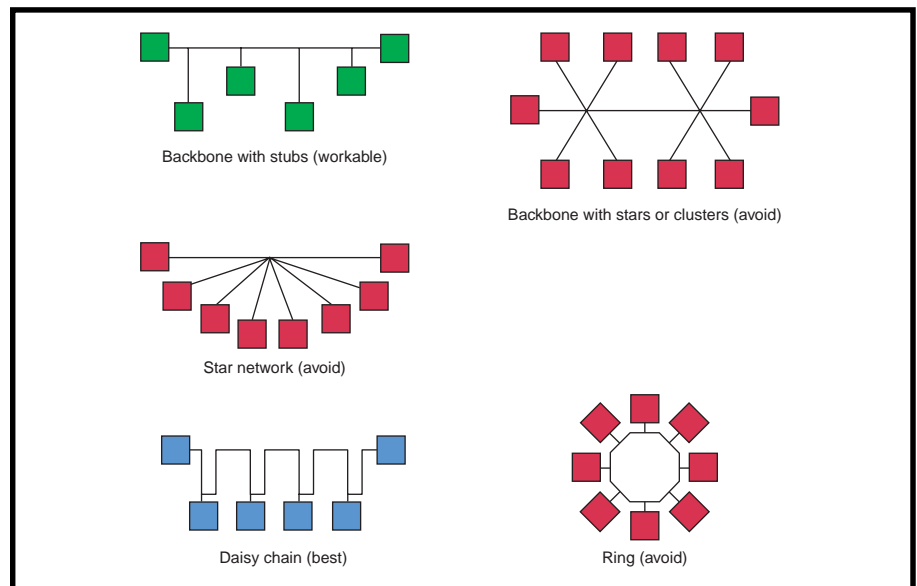 Backbone with stubs (workable)
Backbone with stars or clusters (avoid)
Star network (avoid)
Daisy chain (best)
Ring (avoid)